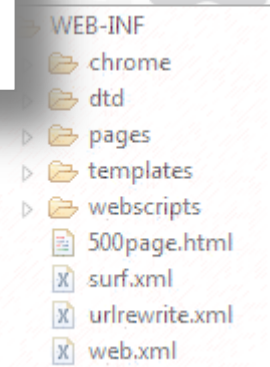 WEB-INF
chrome
dtd
pages
templates
webscripts
500page.html
surf.xml
urlrewrite.xml
web.xml